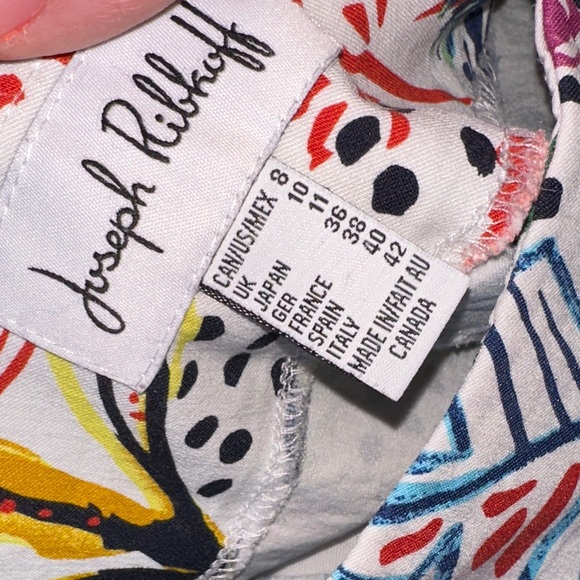 Joseph Ribkoff
CAN/US/MEX 8
UK 10
JAPAN 11
GER 36
FRANCE 38
SPAIN 40
ITALY 42
MADE IN/FAIT AU
CANADA